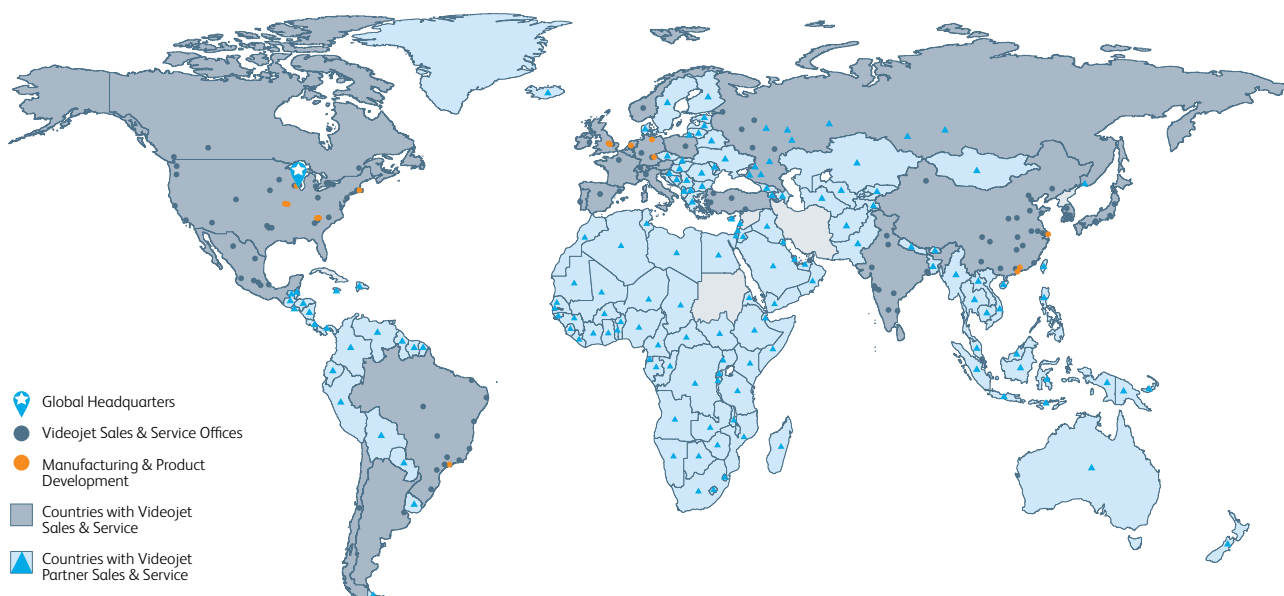 Global Headquarters
Videojet Sales & Service Offices
Manufacturing & Product
Development
Countries with Videojet
Sales & Service
Countries with Videojet
Partner Sales & Service